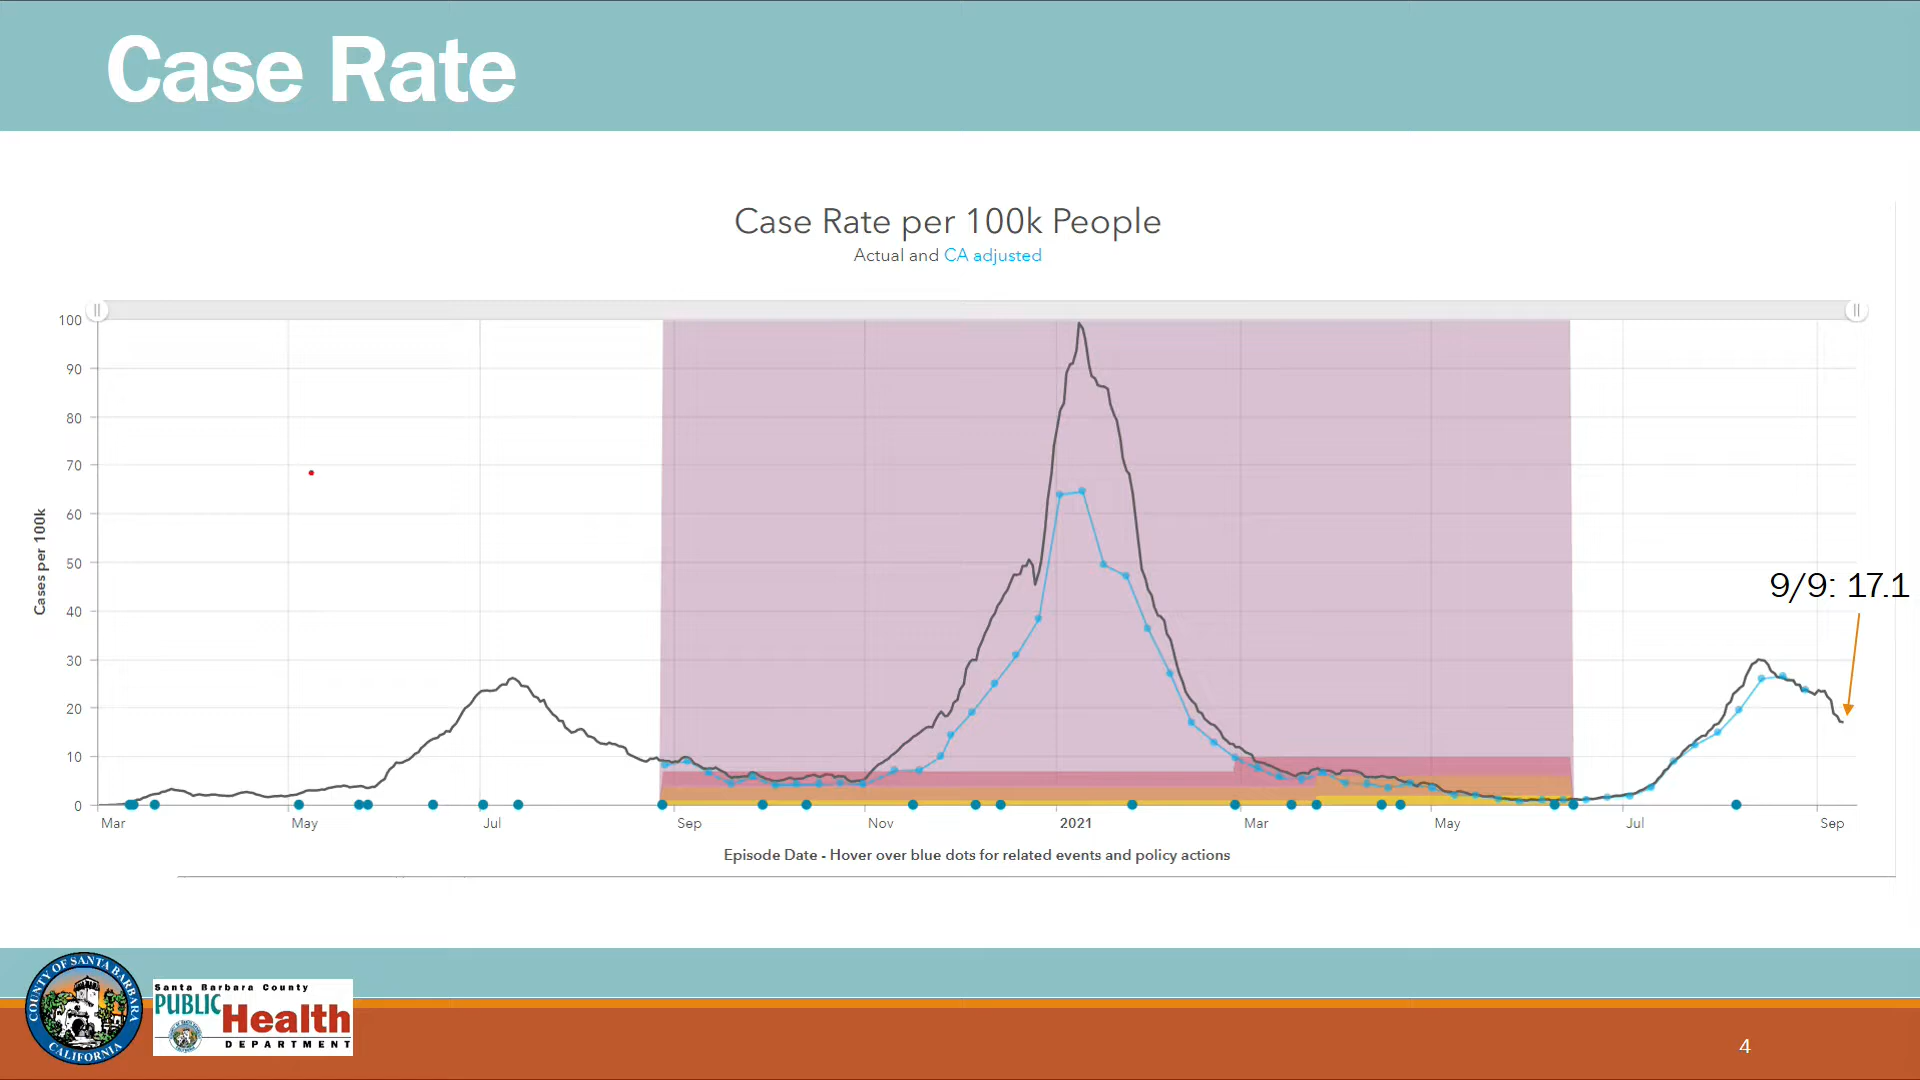 Case Rate
Case Rate per 100k People
Actual and CA adjusted
100
90
80
70
60
50
40
30
20
10
0
Cases per 100k
9/9: 17.1
Mar
May
Jul
Sep
Nov
2021
Mar
May
Jul
Sep
Episode Date - Hover over blue dots for related events and policy actions
COUNTY OF SANTA BARBARA
CALIFORNIA
Santa Barbara County
PUBLIC
Health
DEPARTMENT
4